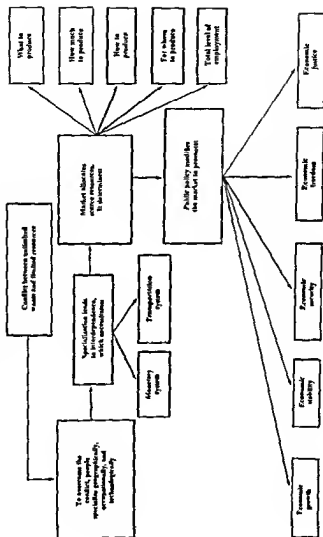 Conflict between unlimited
wants and limited resources
To overcome the
conflict, people
specialize geographically,
occupationally, and
technologically
Specialization leads
to interdependence,
which necessitates
Monetary
system
Transportation
system
Market allocates
scarce resources.
It determines
What to
produce
How much
to produce
How to
produce
For whom
to produce
Total level of
employment
Public policy modifies
the market to promote
Economic
growth
Economic
stability
Economic
security
Economic
freedom
Economic
justice